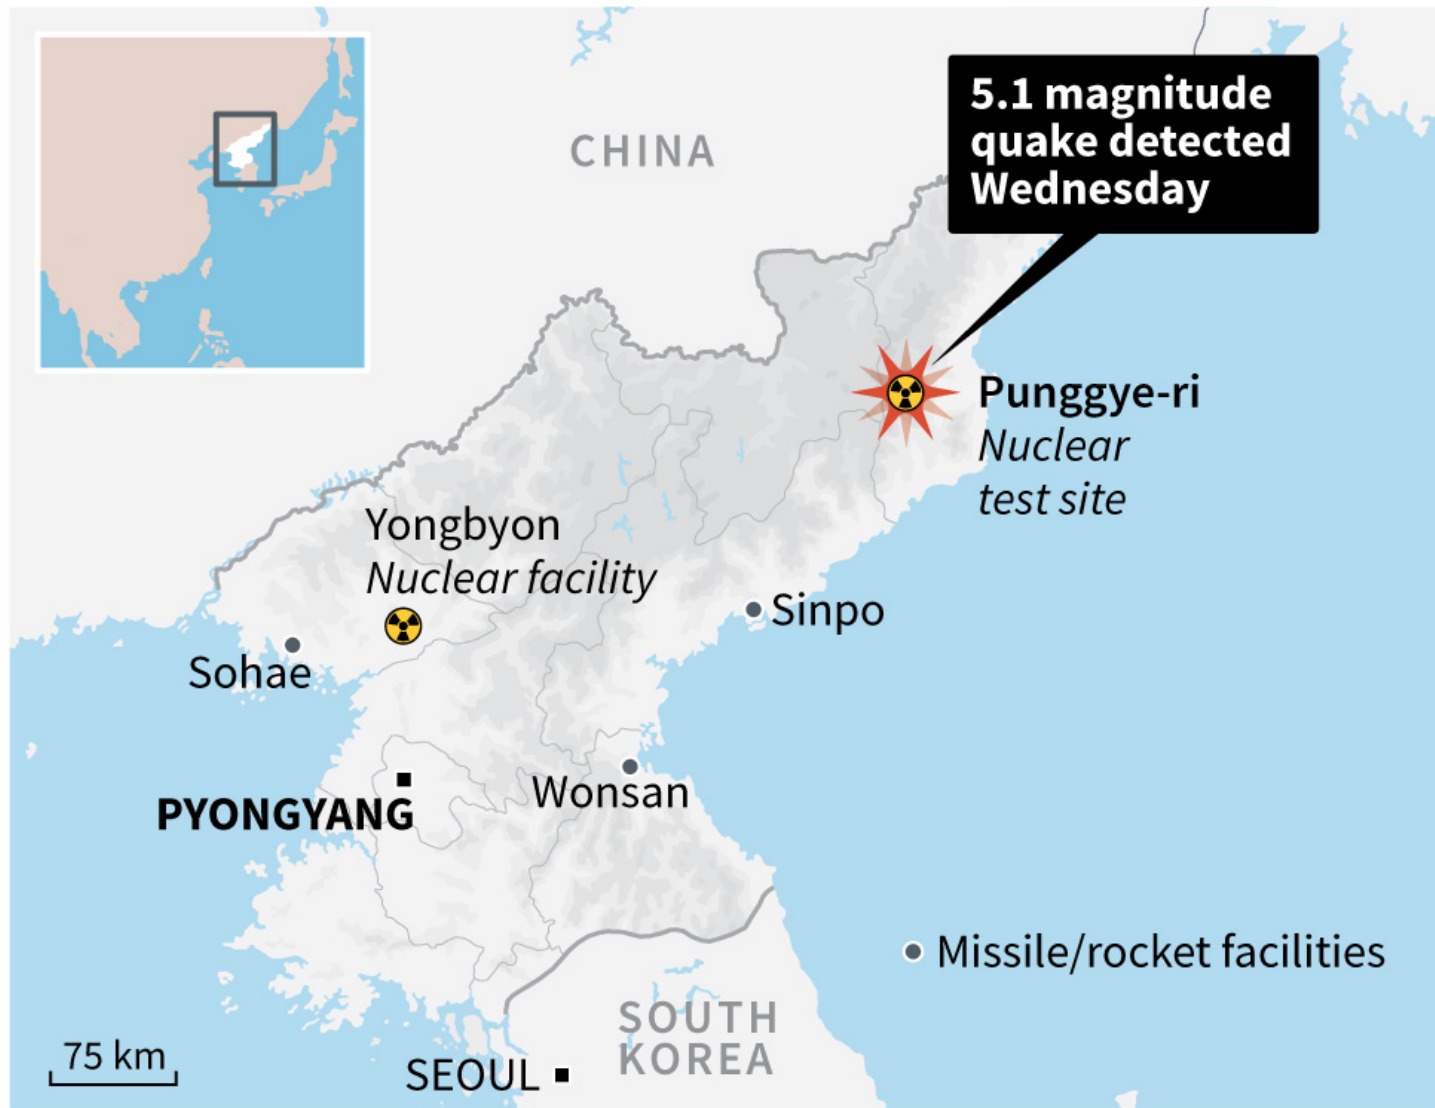 CHINA
5.1 magnitude
quake detected
Wednesday
Punggye-ri
Nuclear
test site
Yongbyon
Nuclear facility
Sinpo
Sohae
PYONGYANG
Wonsan
Missile/rocket facilities
SOUTH
KOREA
75 km
SEOUL